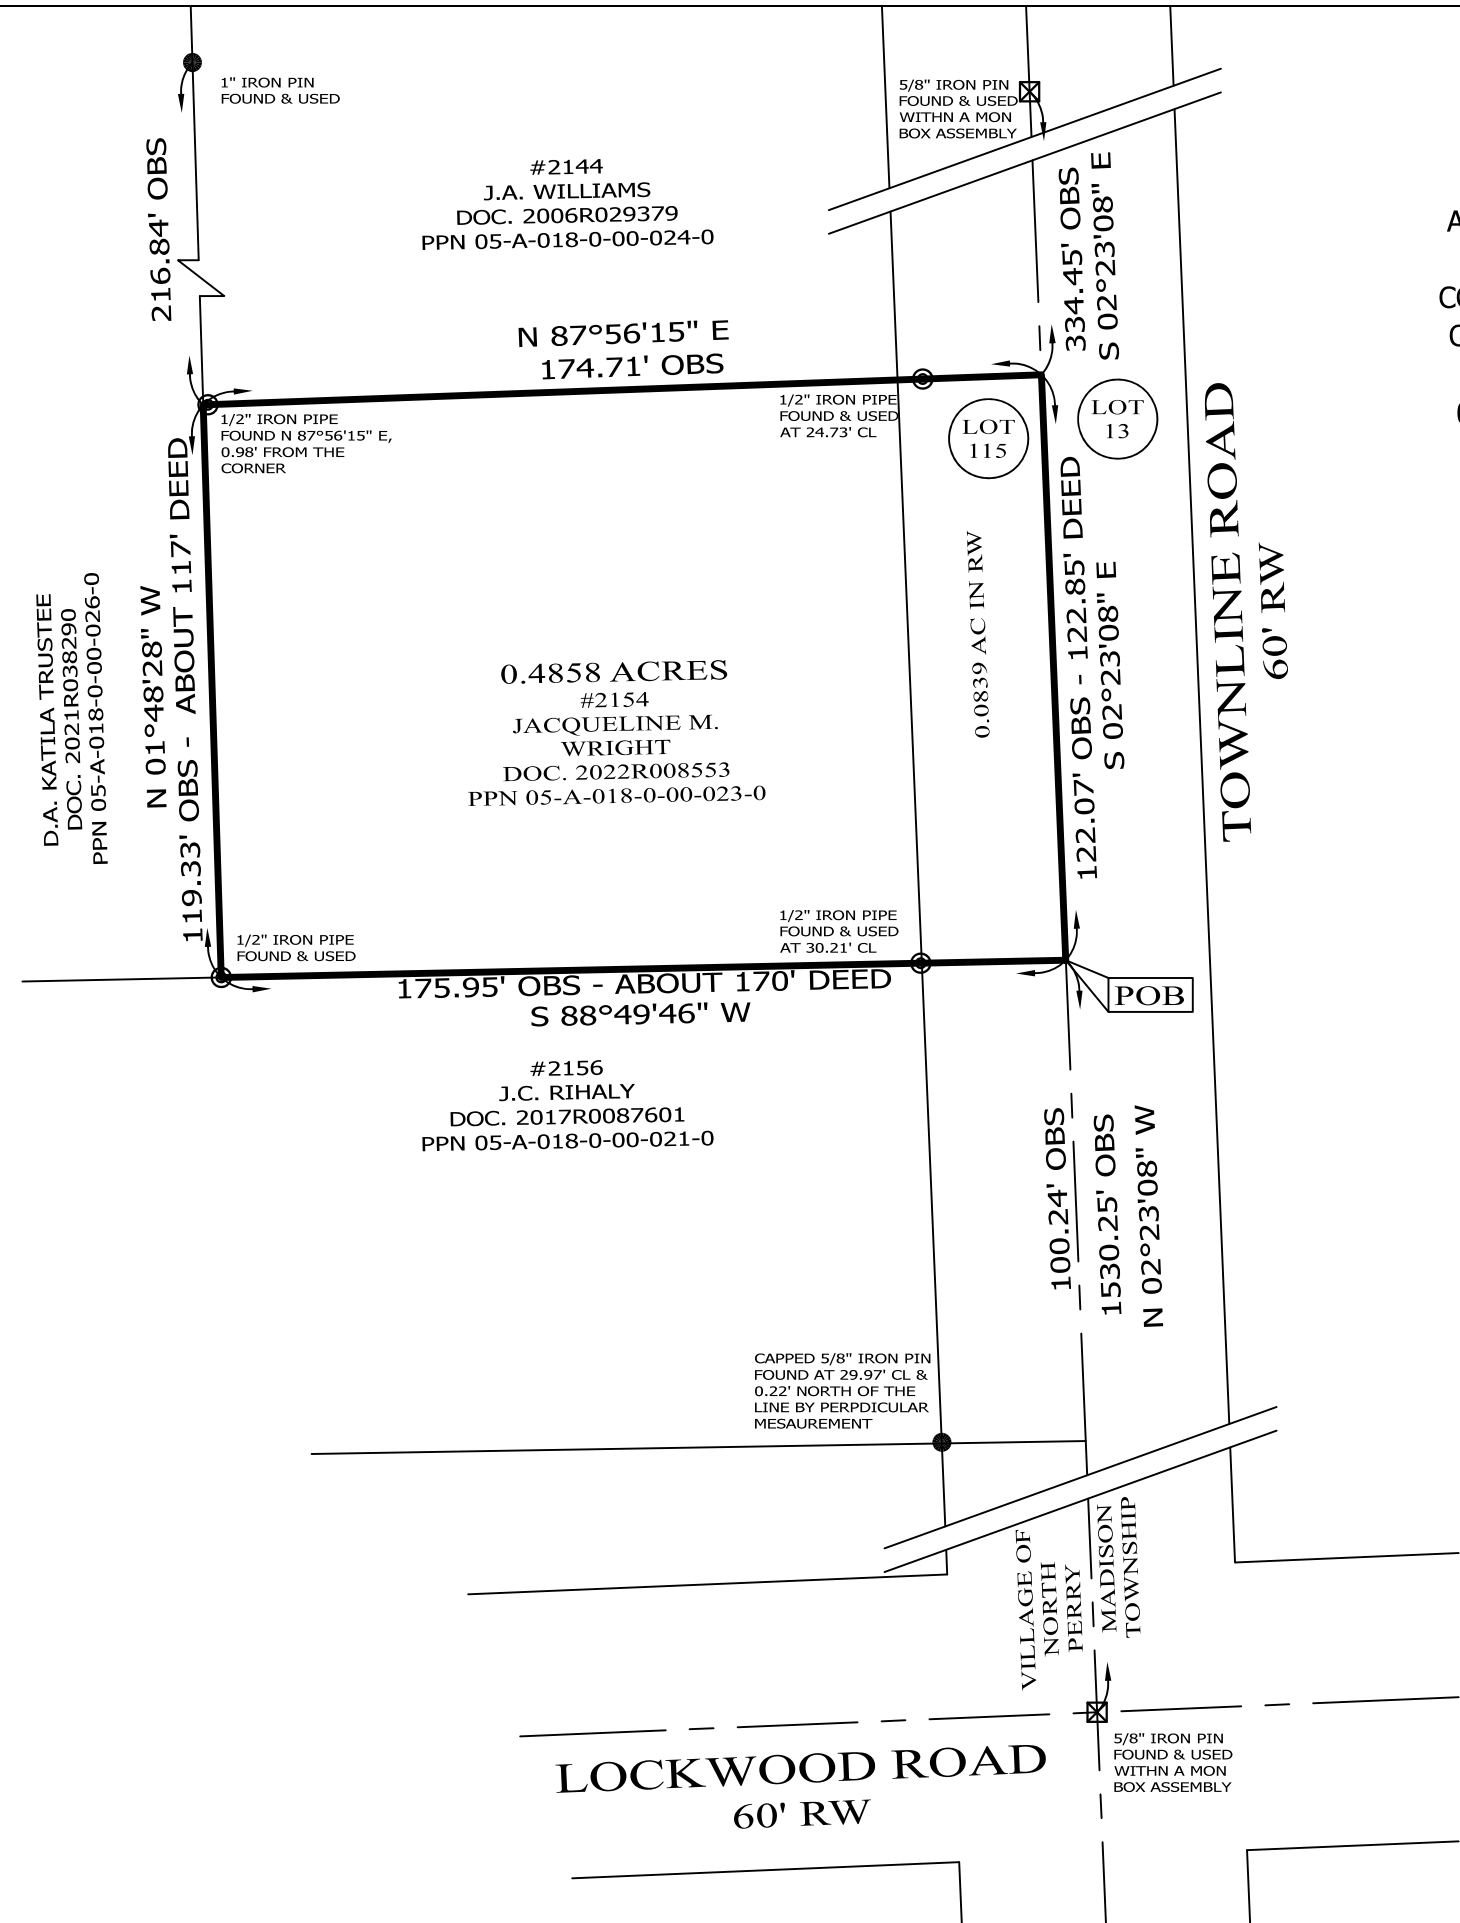 1" IRON PIN
FOUND & USED
5/8" IRON PIN
FOUND & USED
WITHN A MON
BOX ASSEMBLY
216.84' OBS
#2144
J.A. WILLIAMS
DOC. 2006R029379
PPN 05-A-018-0-00-024-0
334.45' OBS
S 02°23'08" E
N 87°56'15" E
174.71' OBS
1/2" IRON PIPE
FOUND N 87°56'15" E,
0.98' FROM THE
CORNER
1/2" IRON PIPE
FOUND & USED
AT 24.73' CL
LOT
115
LOT
13
TOWNLINE ROAD
60' RW
D.A. KATILA TRUSTEE
DOC. 2021R038290
PPN 05-A-018-0-00-026-0
N 01°48'28" W
119.33' OBS - ABOUT 117' DEED
0.4858 ACRES
#2154
JACQUELINE M.
WRIGHT
DOC. 2022R008553
PPN 05-A-018-0-00-023-0
0.0839 AC IN RW
122.07' OBS - 122.85' DEED
S 02°23'08" E
1/2" IRON PIPE
FOUND & USED
1/2" IRON PIPE
FOUND & USED
AT 30.21' CL
175.95' OBS - ABOUT 170' DEED
S 88°49'46" W
POB
#2156
J.C. RIHALY
DOC. 2017R0087601
PPN 05-A-018-0-00-021-0
100.24' OBS
1530.25' OBS
N 02°23'08" W
CAPPED 5/8" IRON PIN
FOUND AT 29.97' CL &
0.22' NORTH OF THE
LINE BY PERPDICULAR
MESAUREMENT
VILLAGE OF
NORTH
PERRY
MADISON
TOWNSHIP
5/8" IRON PIN
FOUND & USED
WITHN A MON
BOX ASSEMBLY
LOCKWOOD ROAD
60' RW